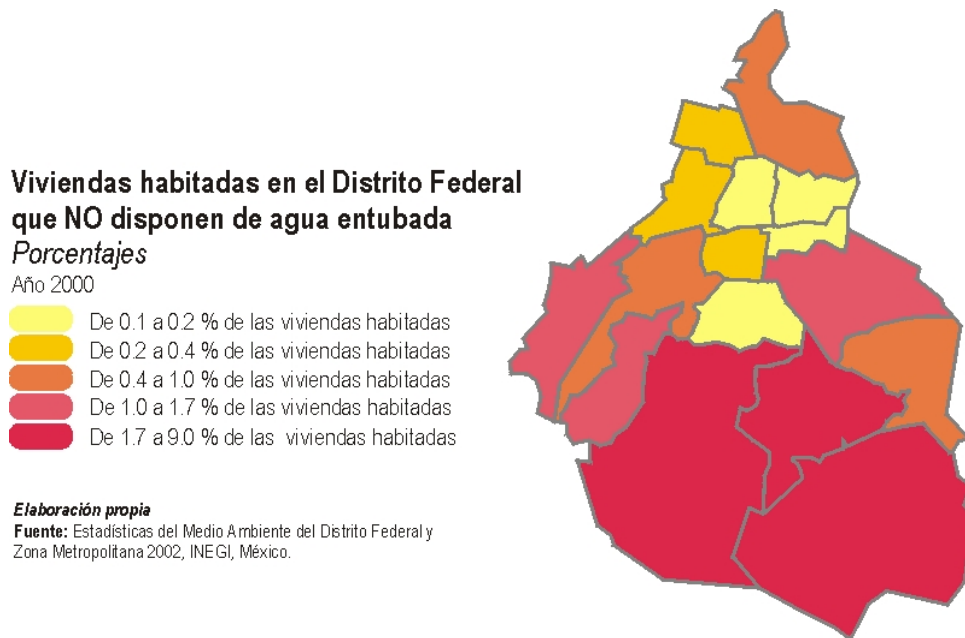 Viviendas habitadas en el Distrito Federal
que NO disponen de agua entubada
Porcentajes
Año 2000
De 0.1 a 0.2 % de las viviendas habitadas
De 0.2 a 0.4 % de las viviendas habitadas
De 0.4 a 1.0 % de las viviendas habitadas
De 1.0 a 1.7 % de las viviendas habitadas
De 1.7 a 9.0 % de las viviendas habitadas
Elaboración propia
Fuente: Estadísticas del Medio Ambiente del Distrito Federal y
Zona Metropolitana 2002, INEGI, México.